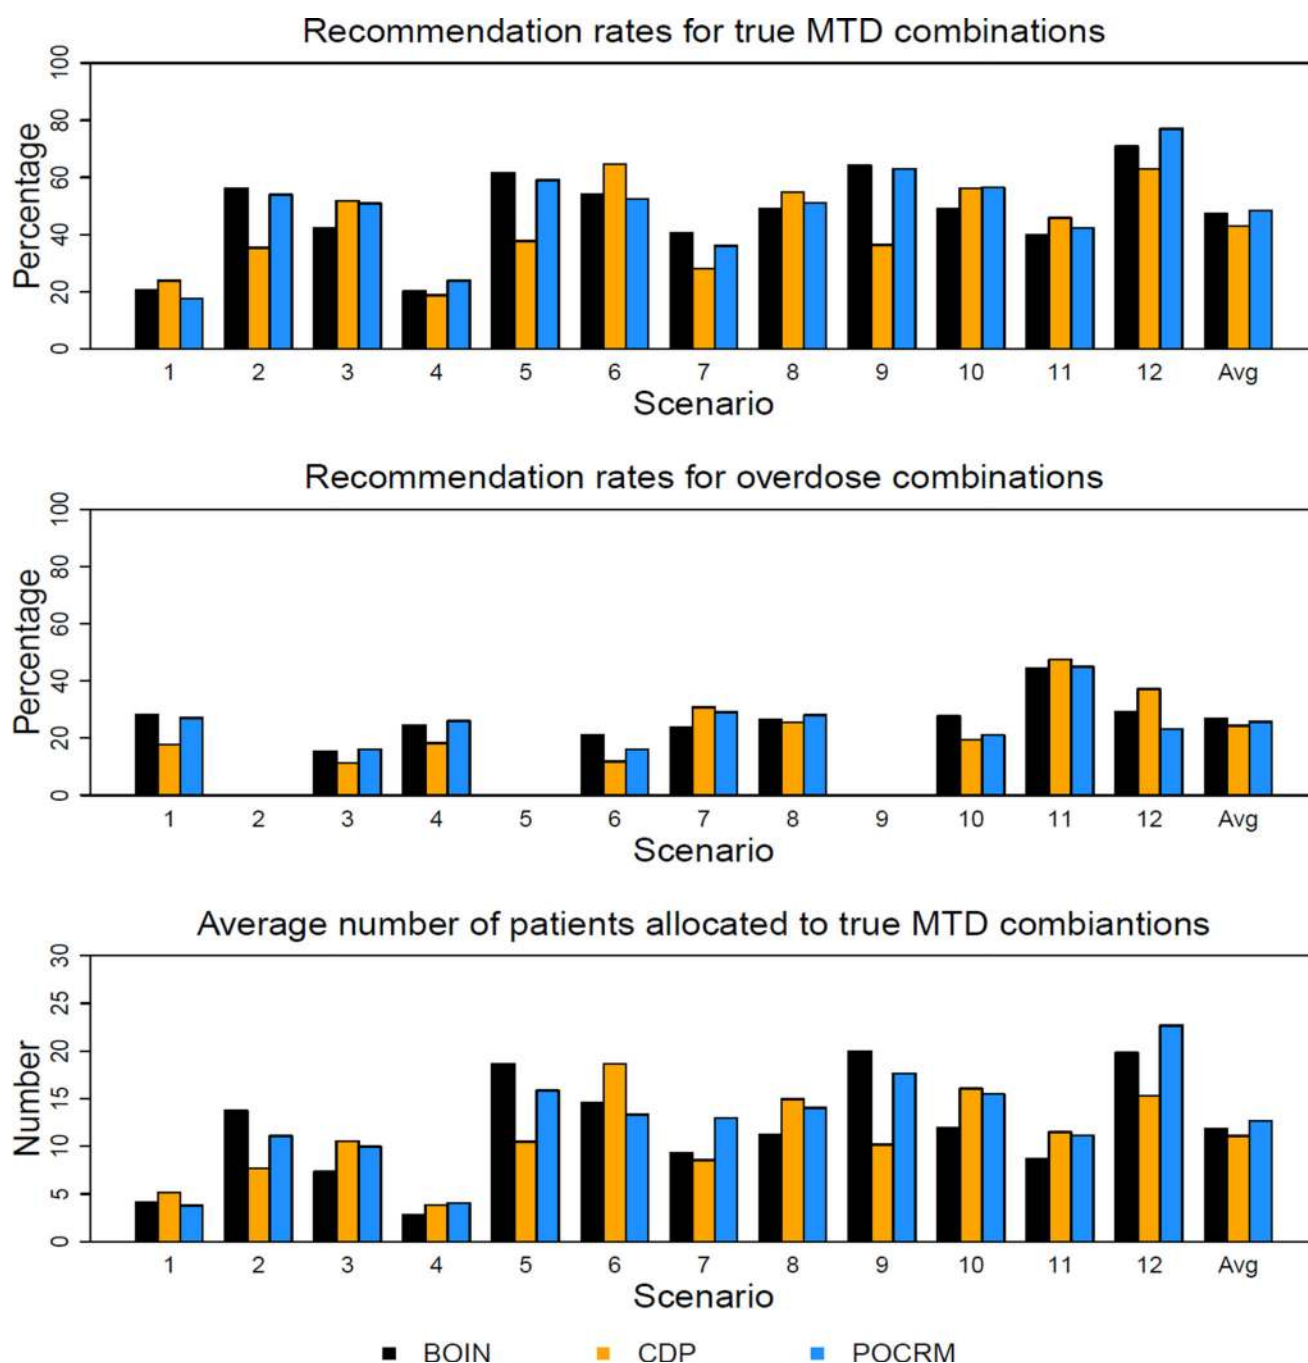 Recommendation rates for true MTD combinations
Percentage
100
80
60
40
20
0
1 2 3 4 5 6 7 8 9 10 11 12 Avg
Scenario
Recommendation rates for overdose combinations
Percentage
100
80
60
40
20
0
1 2 3 4 5 6 7 8 9 10 11 12 Avg
Scenario
Average number of patients allocated to true MTD combiantions
Number
30
25
20
15
10
5
0
1 2 3 4 5 6 7 8 9 10 11 12 Avg
Scenario
BOIN CDP POCRM